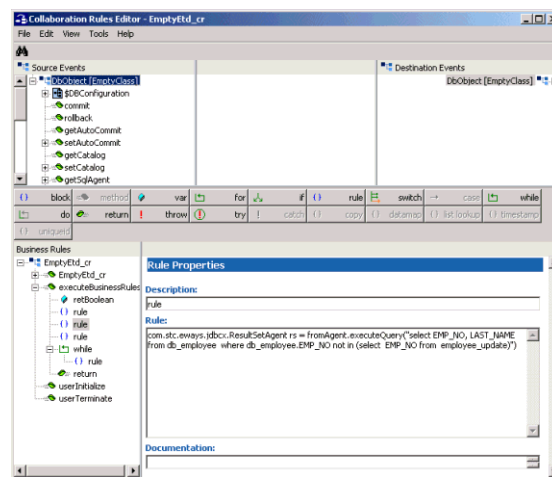 Collaboration Rules Editor - EmptyEtd_cr
File Edit View Tools Help
Source Events
Destination Events
DbObject [EmptyClass]
DbObject [EmptyClass]
$DBConfiguration
commit
rollback
getAutoCommit
setAutoCommit
getCatalog
setCatalog
getSqlAgent
{} block method var for if {} rule switch → case while
do return ! throw try ! catch {} copy {} datamap {} list lookup {} timestamp
{} uniqueid
Business Rules
EmptyEtd_cr
EmptyEtd_cr
executeBusinessRules
retBoolean
{} rule
{} rule
{} rule
while
{} rule
return
userInitialize
userTerminate
Rule Properties
Description:
rule
Rule:
com.stc.eways.jdbcx.ResultSetAgent rs = fromAgent.executeQuery("select EMP_NO, LAST_NAME
from db_employee where db_employee.EMP_NO not in (select EMP_NO from employee_update)")
Documentation: